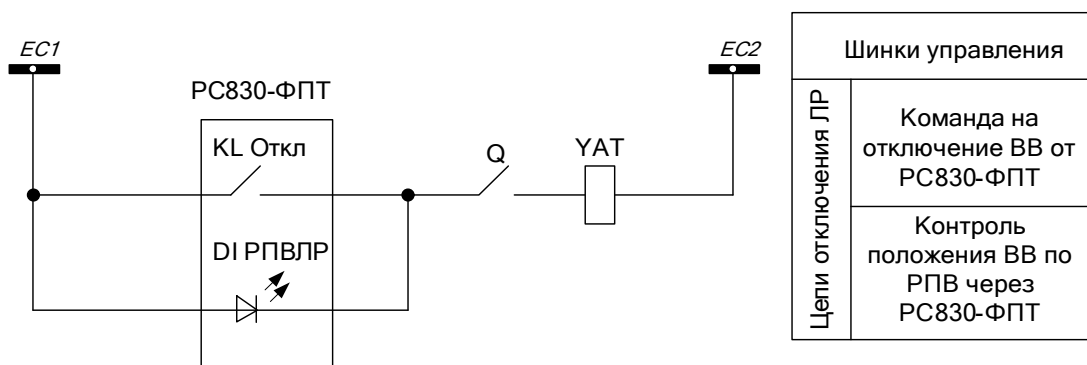 EC1
EC2
РС830-ФПТ
KL Откл
Q
YAT
DI РПВЛР
Шинки управления
Цепи отключения ЛР
Команда на
отключение ВВ от
РС830-ФПТ
Контроль
положения ВВ по
РПВ через
РС830-ФПТ